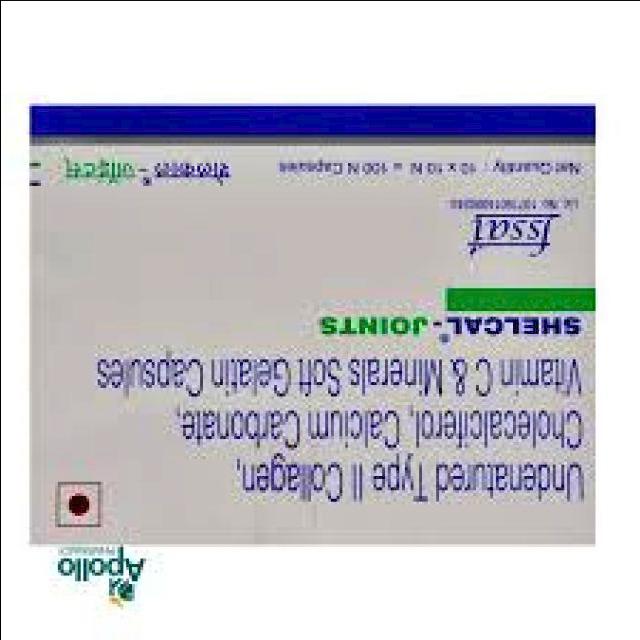 Apollo
Undenatured Type II Collagen,
Cholecalciferol, Calcium Carbonate,
Vitamin C & Minerals Soft Gelatin Capsules
SHELCAL®-JOINTS
fssai
Net Quantity : 10 x 10 N = 100 N Capsules
शेलकाल®-जॉइंट्स